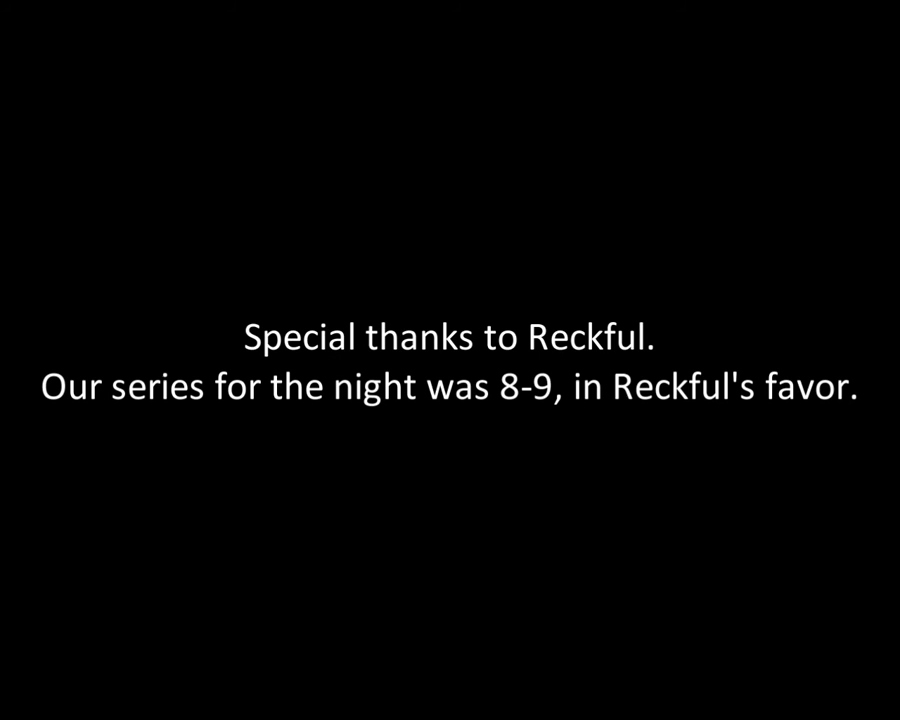 Special thanks to Reckful.
Our series for the night was 8-9, in Reckful's favor.